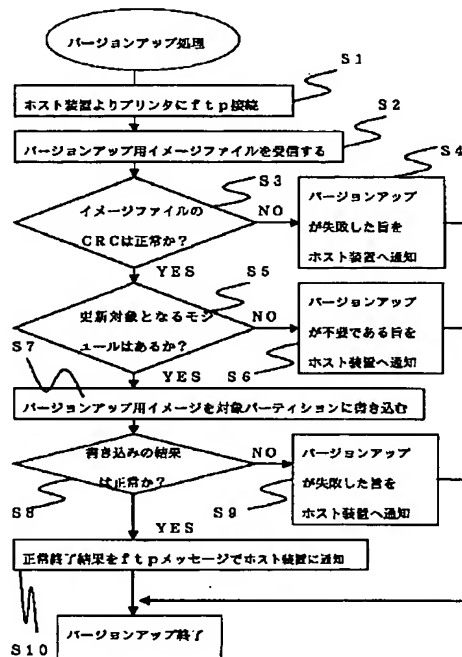 バージョンアップ処理
S1
ホスト装置よりプリンタにftp接続
S2
バージョンアップ用イメージファイルを受信する
S3
S4
イメージファイルの
CRCは正常か?
NO
バージョンアップ
が失敗した旨を
ホスト装置へ通知
YES
S5
更新対象となるモジ
ュールはあるか?
NO
バージョンアップ
が不要である旨を
ホスト装置へ通知
S6
S7
YES
バージョンアップ用イメージを対象パーティションに書き込む
書き込みの結果
は正常か?
NO
バージョンアップ
が失敗した旨を
ホスト装置へ通知
S8
S9
YES
正常終了結果をftpメッセージでホスト装置に通知
バージョンアップ終了
S10